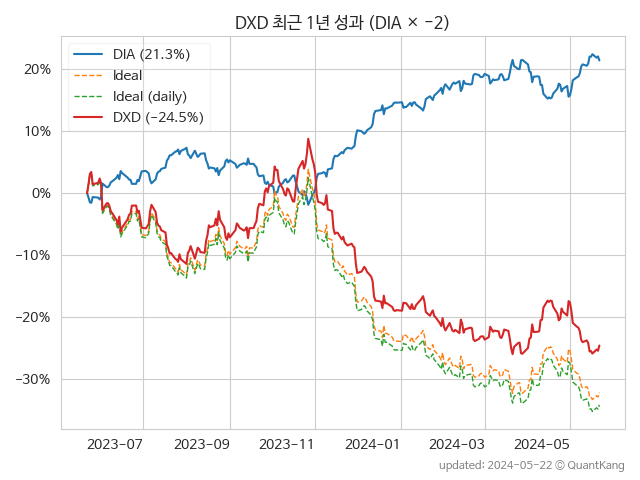 DXD 최근 1년 성과 (DIA × −2)
DIA (21.3%)
Ideal
Ideal (daily)
DXD (−24.5%)
20%
10%
0%
−10%
−20%
−30%
2023-07
2023-09
2023-11
2024-01
2024-03
2024-05
updated: 2024-05-22 © QuantKang